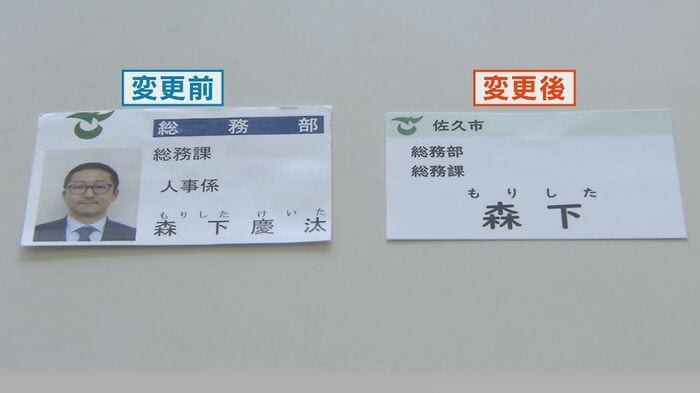 変更前
総務部
総務課
人事係
もりした けいた
森下慶汰
変更後
佐久市
総務部
総務課
もりした
森下